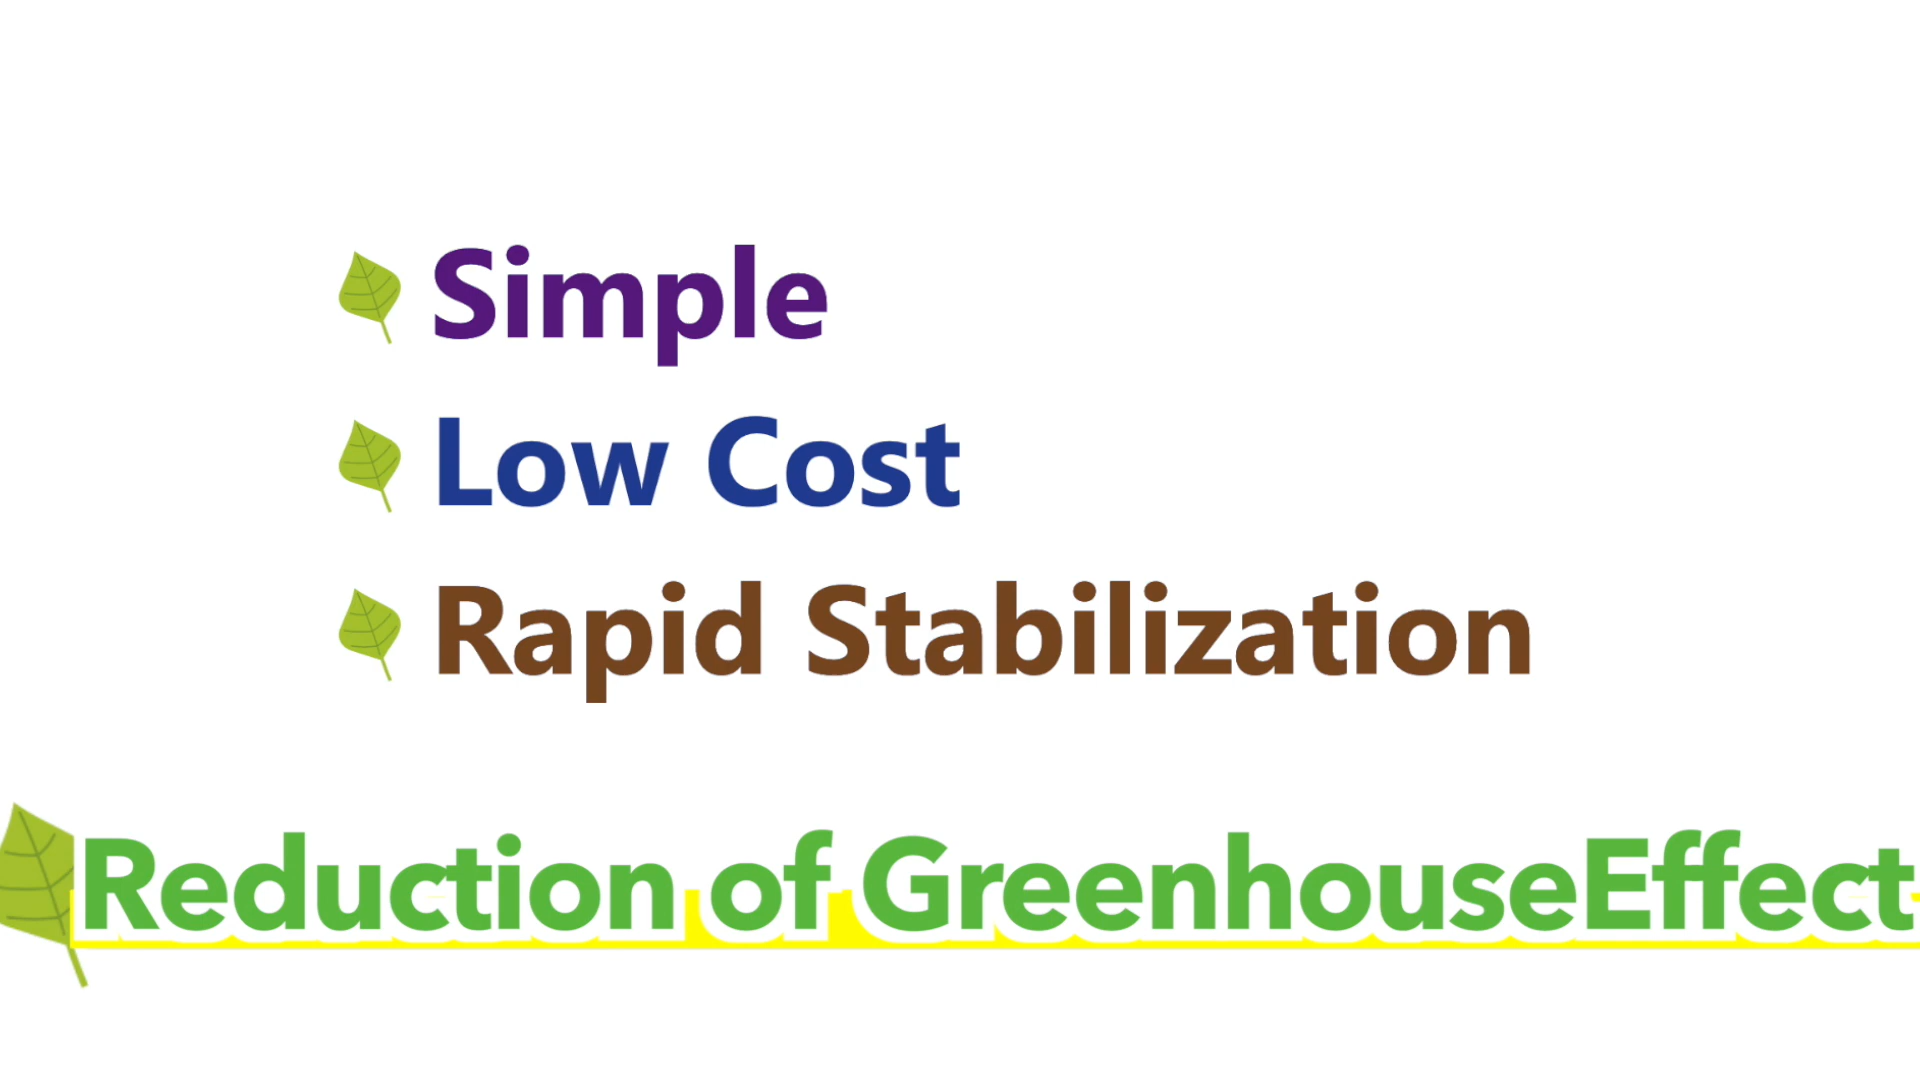 Simple
Low Cost
Rapid Stabilization
Reduction of GreenhouseEffect